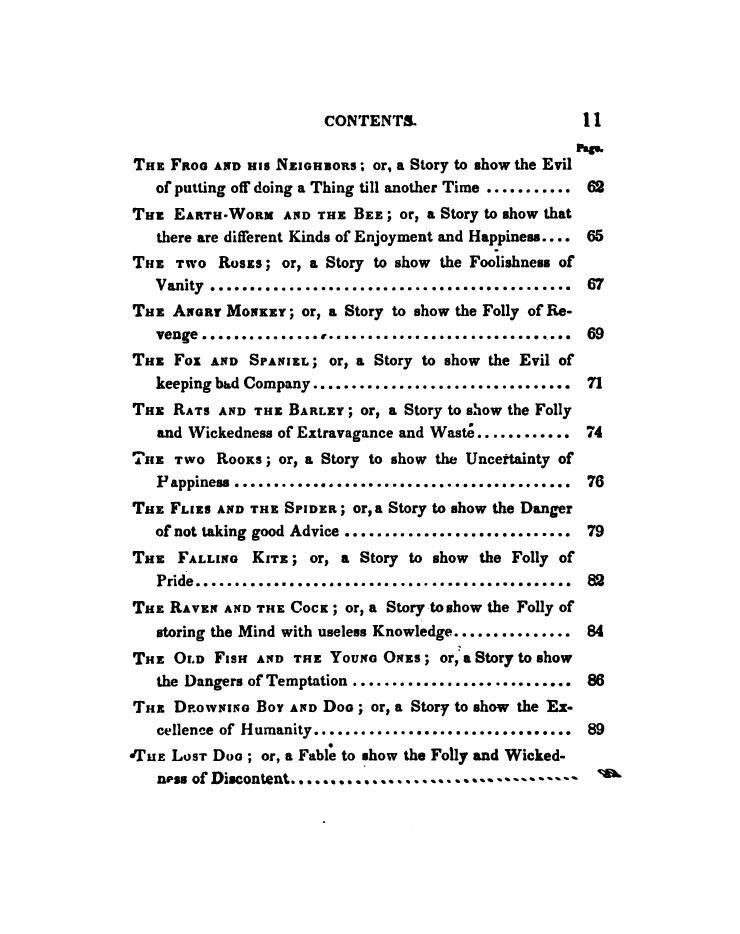 CONTENTS. 11
Page.
THE FROG AND HIS NEIGHBORS; or, a Story to show the Evil
of putting off doing a Thing till another Time ........... 62
THE EARTH-WORM AND THE BEE; or, a Story to show that
there are different Kinds of Enjoyment and Happiness.... 65
THE TWO ROSES; or, a Story to show the Foolishness of
Vanity .............................................. 67
THE ANGRY MONKEY; or, a Story to show the Folly of Re-
venge ............................................... 69
THE FOX AND SPANIEL; or, a Story to show the Evil of
keeping bad Company................................. 71
THE RATS AND THE BARLEY; or, a Story to show the Folly
and Wickedness of Extravagance and Waste............ 74
THE TWO ROOKS; or, a Story to show the Uncertainty of
Happiness ........................................... 76
THE FLIES AND THE SPIDER; or, a Story to show the Danger
of not taking good Advice ............................. 79
THE FALLING KITE; or, a Story to show the Folly of
Pride................................................ 82
THE RAVEN AND THE COCK; or, a Story to show the Folly of
storing the Mind with useless Knowledge............... 84
THE OLD FISH AND THE YOUNG ONES; or, a Story to show
the Dangers of Temptation ............................ 86
THE DROWNING BOY AND DOG; or, a Story to show the Ex-
cellence of Humanity................................. 89
THE LOST DOG; or, a Fable to show the Folly and Wicked-
ness of Discontent.....................................